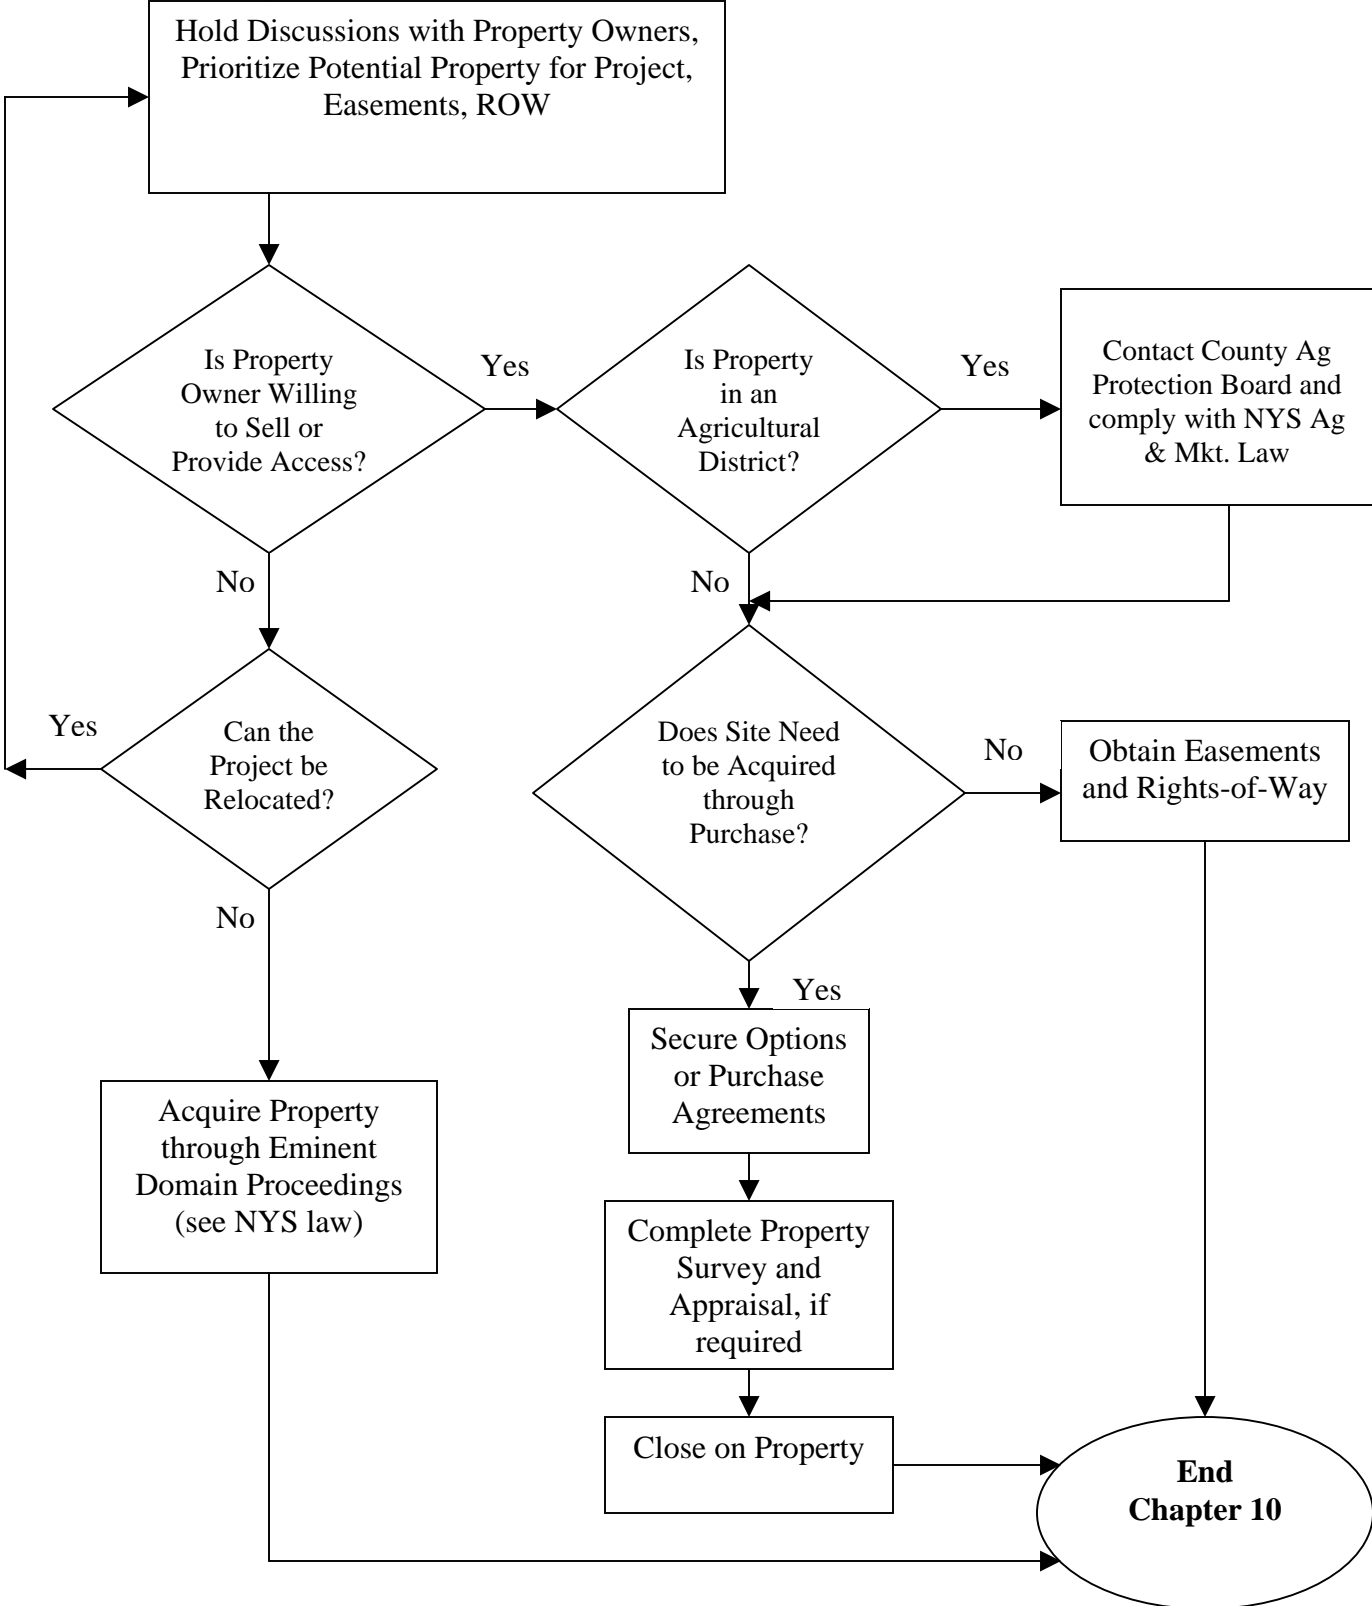 Hold Discussions with Property Owners,
Prioritize Potential Property for Project,
Easements, ROW
Is Property
Owner Willing
to Sell or
Provide Access?
Yes
Is Property
in an
Agricultural
District?
Yes
Contact County Ag
Protection Board and
comply with NYS Ag
& Mkt. Law
No
No
Yes
Can the
Project be
Relocated?
Does Site Need
to be Acquired
through
Purchase?
No
Obtain Easements
and Rights-of-Way
No
Yes
Secure Options
or Purchase
Agreements
Acquire Property
through Eminent
Domain Proceedings
(see NYS law)
Complete Property
Survey and
Appraisal, if
required
Close on Property
End
Chapter 10